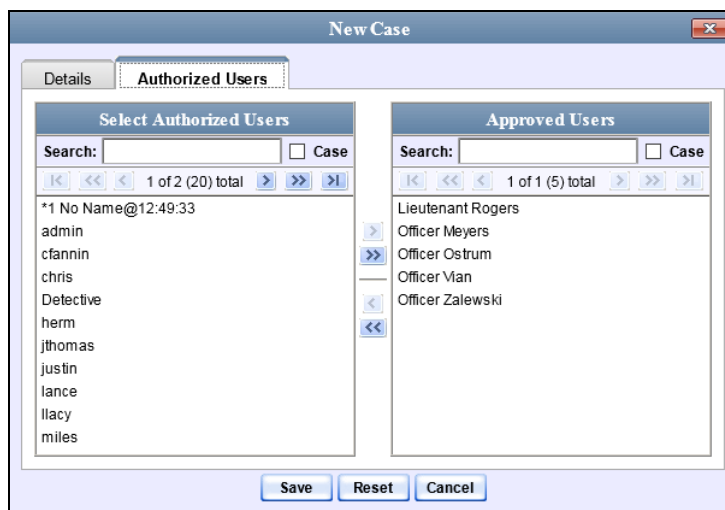 New Case
Details
Authorized Users
Select Authorized Users
Search:
Case
1 of 2 (20) total
*1 No Name@12:49:33
admin
cfannin
chris
Detective
herm
jthomas
justin
lance
llacy
miles
Approved Users
Search:
Case
1 of 1 (5) total
Lieutenant Rogers
Officer Meyers
Officer Ostrum
Officer Vian
Officer Zalewski
Save
Reset
Cancel